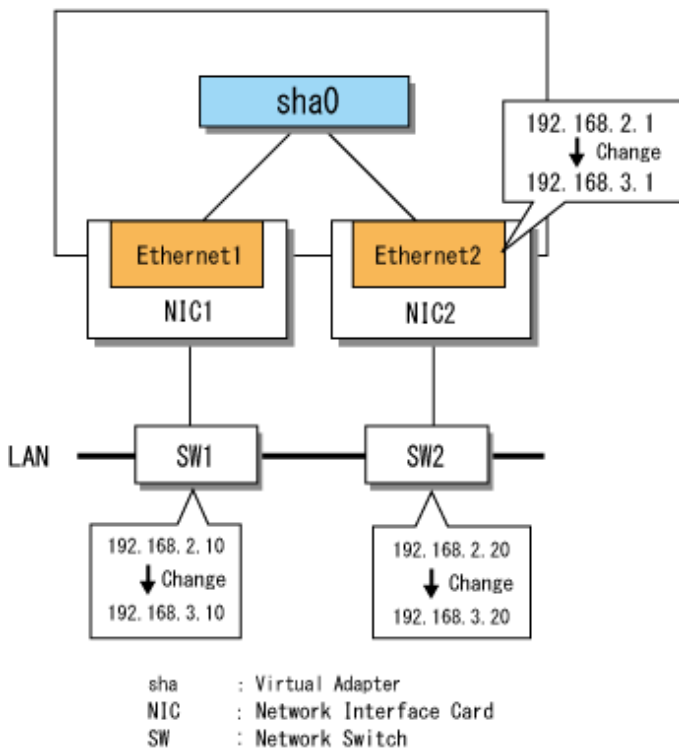 sha0
192.168.2.1
Change
192.168.3.1
Ethernet1
Ethernet2
NIC1
NIC2
LAN
SW1
SW2
192.168.2.10
Change
192.168.3.10
192.168.2.20
Change
192.168.3.20
sha : Virtual Adapter
NIC : Network Interface Card
SW : Network Switch